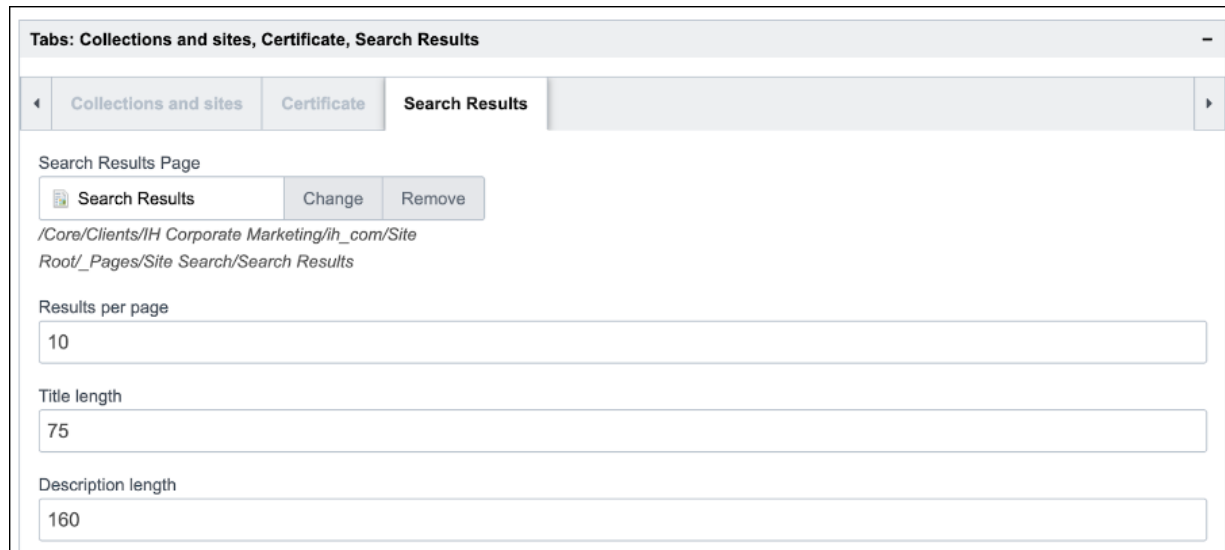 Tabs: Collections and sites, Certificate, Search Results
Collections and sites Certificate Search Results
Search Results Page
Search Results Change Remove
/Core/Clients/IH Corporate Marketing/ih_com/Site
Root/_Pages/Site Search/Search Results
Results per page
10
Title length
75
Description length
160